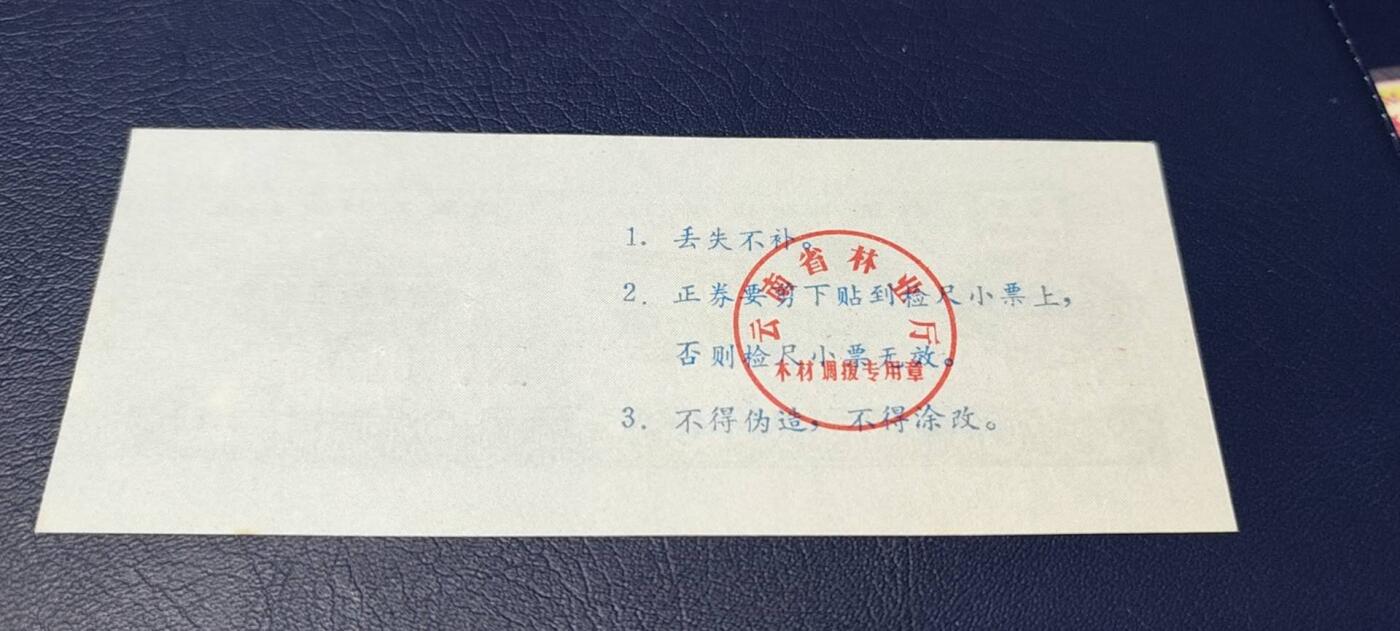 1. 丢失不补。
2. 正券要剪下贴到检尺小票上,
否则检尺小票无效。
3. 不得伪造, 不得涂改。
云南省林业厅
木材调拨专用章